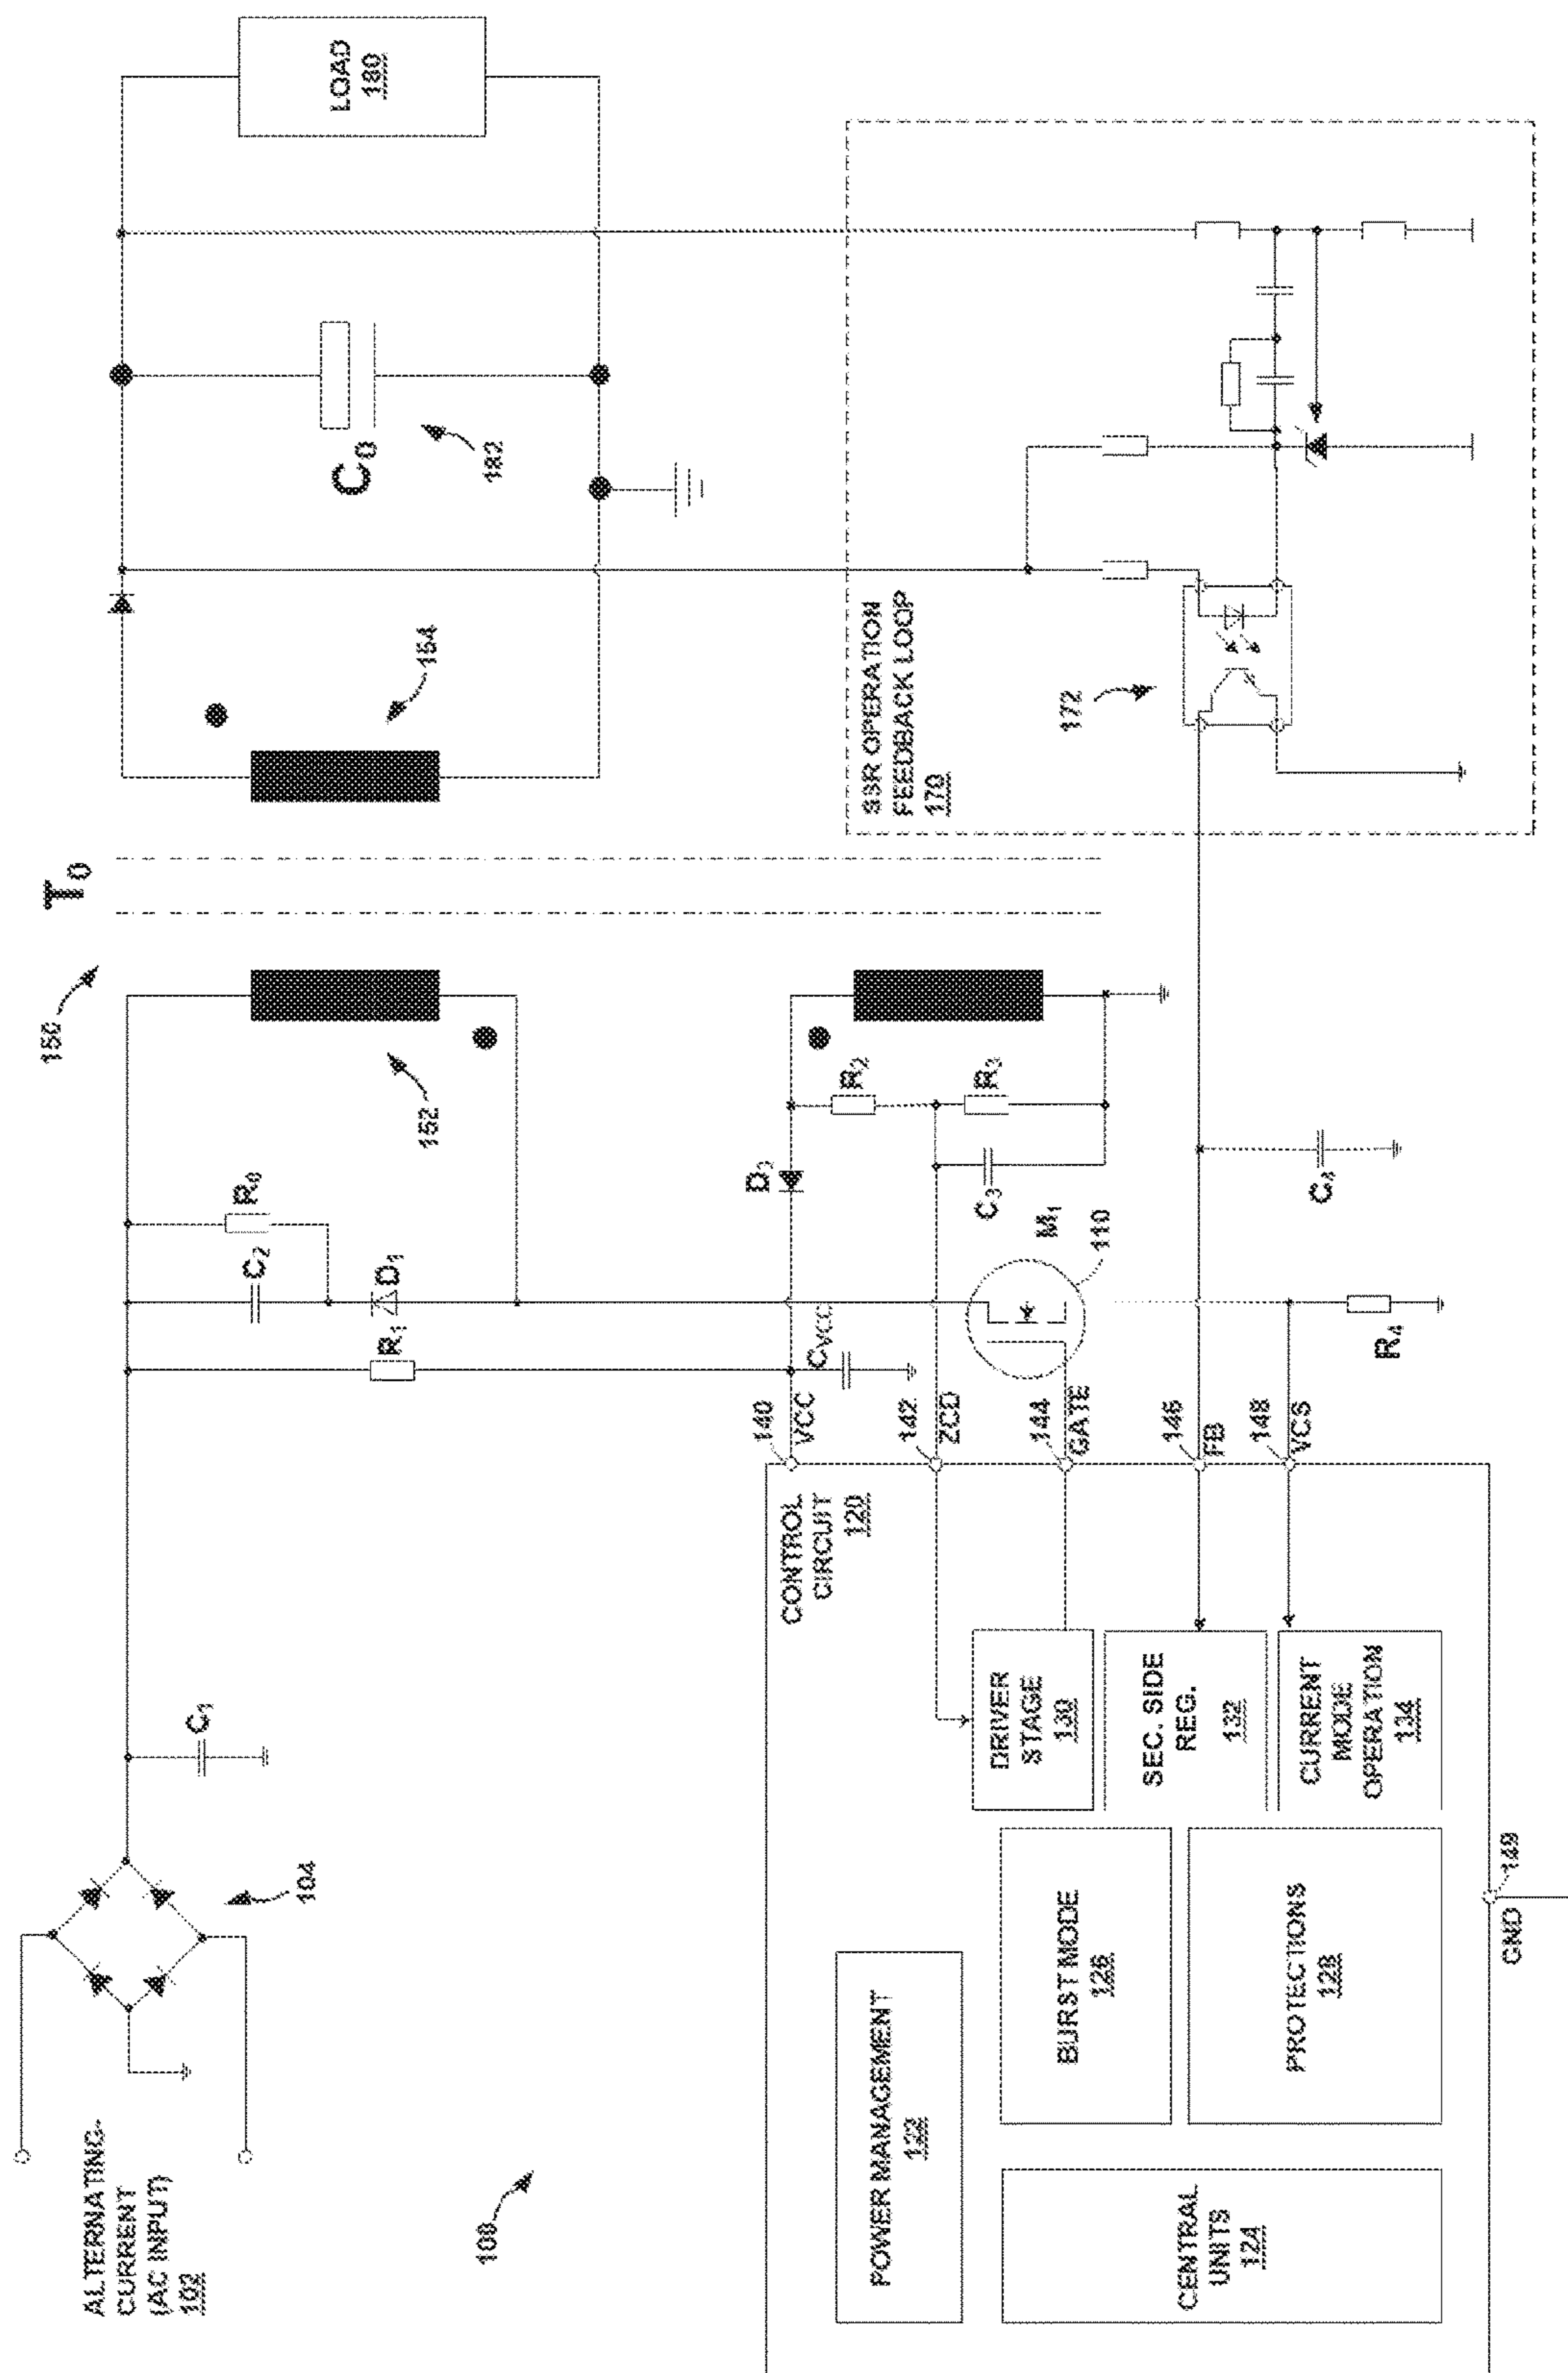 ALTERNATING-
CURRENT
(AC INPUT)
102
104
C1
R1
C2
R0
D1
152
150
T0
154
C0
182
LOAD
180
100
CONTROL
CIRCUIT
120
140
VCC
CVCC
D3
R2
R3
C3
142
ZCD
144
GATE
M1
110
146
FB
148
VCS
R4
SSR OPERATION
FEEDBACK LOOP
170
172
POWER MANAGEMENT
122
CENTRAL
UNITS
124
BURST MODE
126
PROTECTIONS
128
DRIVER
STAGE
130
SEC. SIDE
REG.
132
CURRENT
MODE
OPERATION
134
GND
149